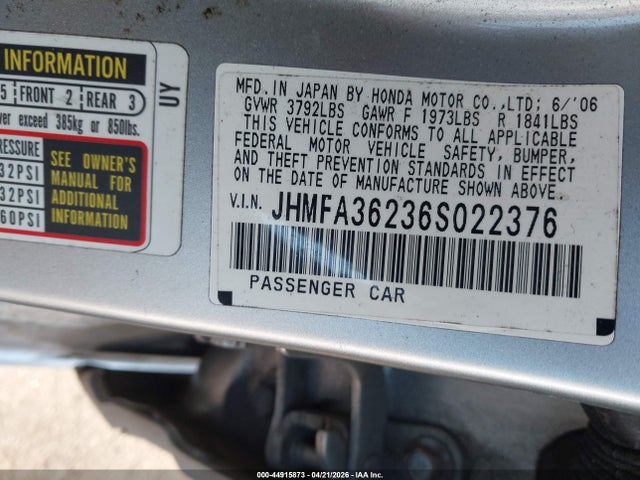 INFORMATION
5 FRONT 2 REAR 3
ver exceed 385kg or 850lbs.
RESSURE
32PSI
32PSI
60PSI
SEE OWNER'S
MANUAL FOR
ADDITIONAL
INFORMATION
UY
MFD. IN JAPAN BY HONDA MOTOR CO.,LTD; 6/'06
GVWR 3792LBS GAWR F 1973LBS R 1841LBS
THIS VEHICLE CONFORMS TO ALL APPLICABLE
FEDERAL MOTOR VEHICLE SAFETY, BUMPER,
AND THEFT PREVENTION STANDARDS IN EFFECT
ON THE DATE OF MANUFACTURE SHOWN ABOVE.
V.I.N. JHMFA36236S022376
PASSENGER CAR
000-44915873 - 04/21/2026 - IAA Inc.